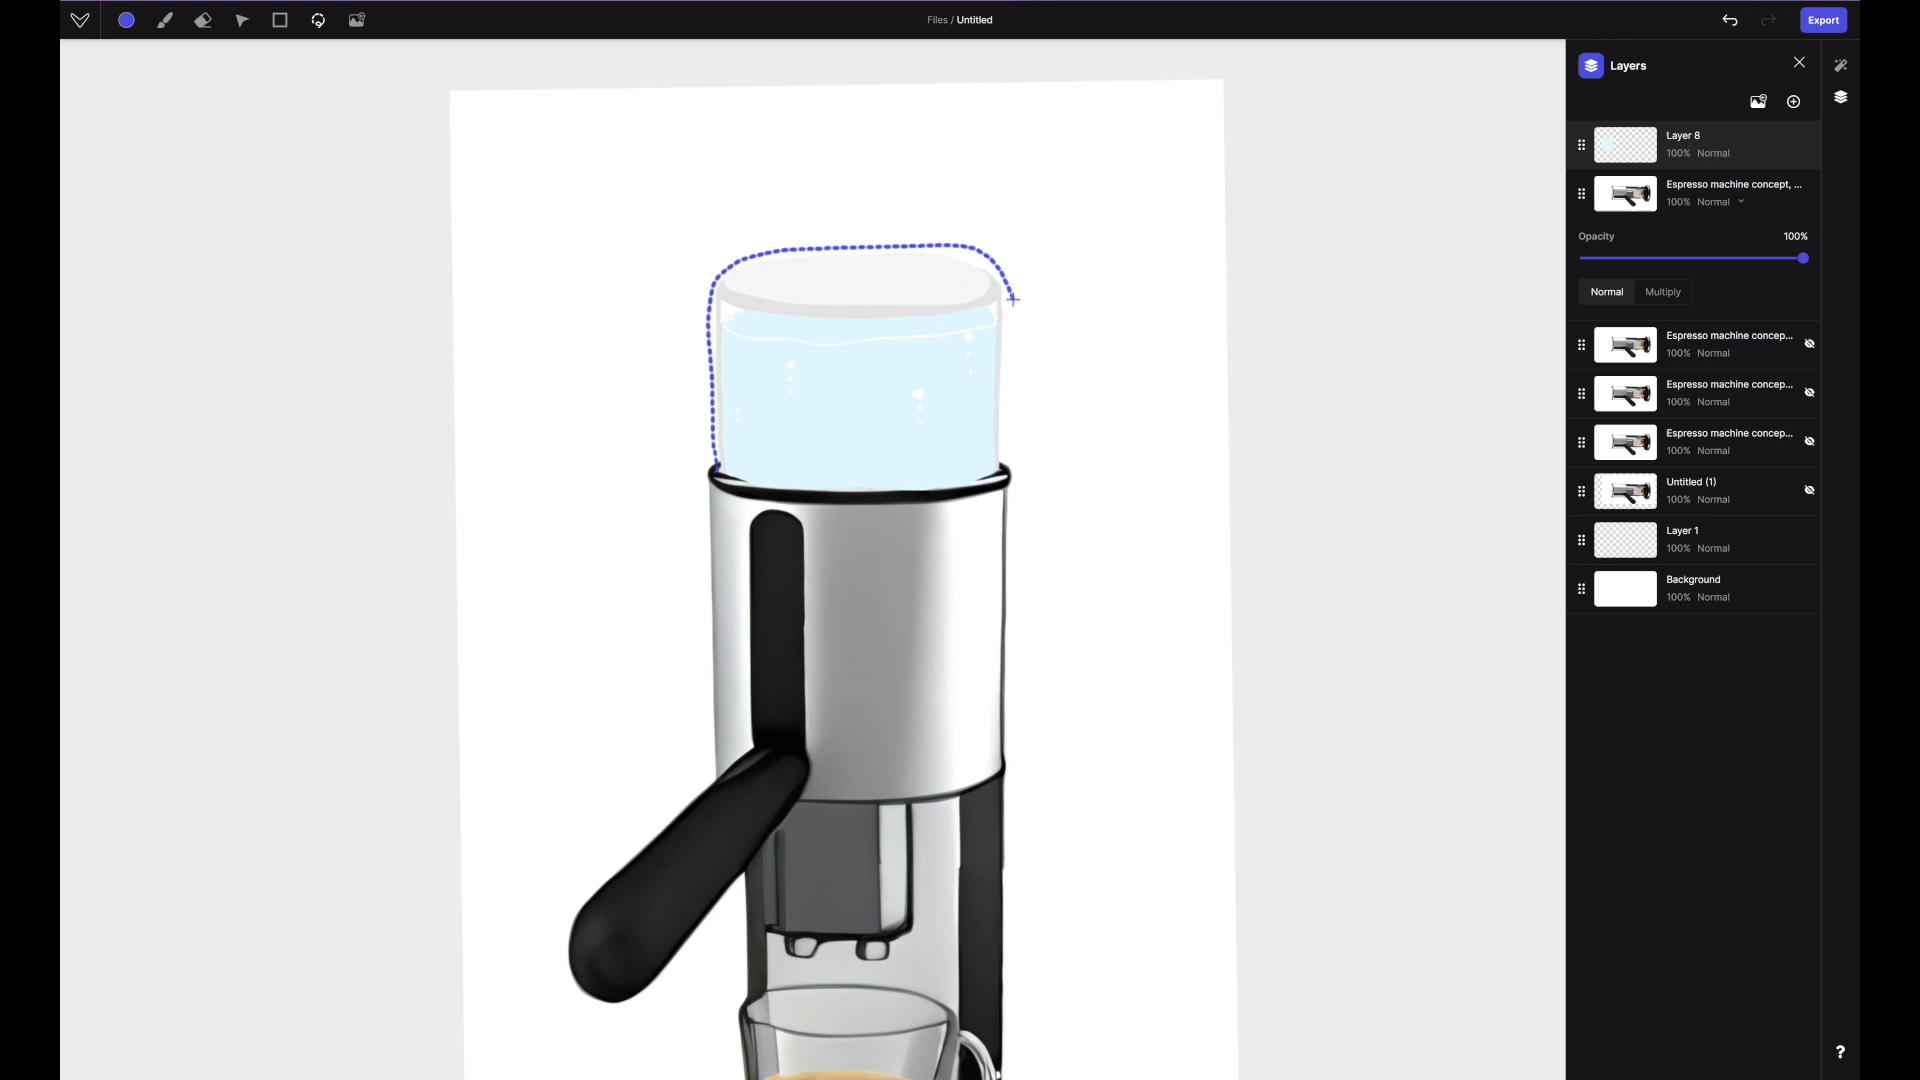 Files / Untitled
Export
Layers
Layer 8
100% Normal
Espresso machine concept, ...
100% Normal
Opacity
100%
Normal
Multiply
Espresso machine concep...
100% Normal
Espresso machine concep...
100% Normal
Espresso machine concep...
100% Normal
Untitled (1)
100% Normal
Layer 1
100% Normal
Background
100% Normal
?